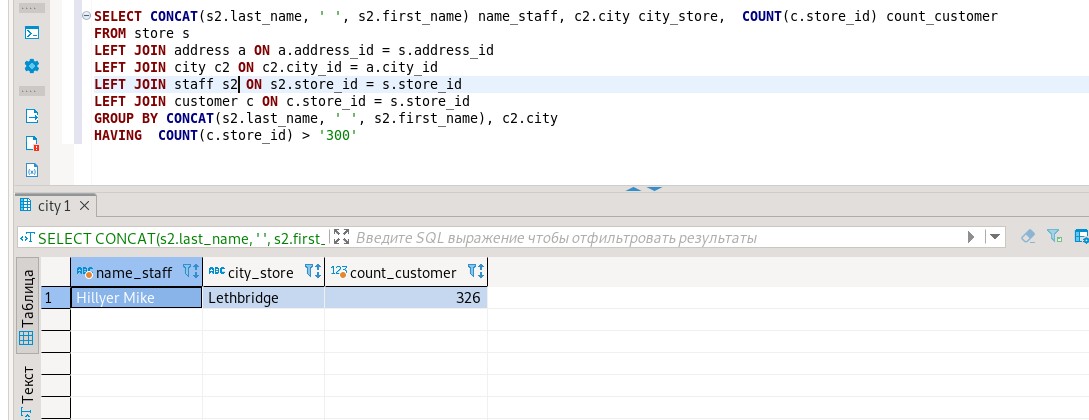 SELECT CONCAT(s2.last_name, ' ', s2.first_name) name_staff, c2.city city_store,  COUNT(c.store_id) count_customer
FROM store s
LEFT JOIN address a ON a.address_id = s.address_id
LEFT JOIN city c2 ON c2.city_id = a.city_id
LEFT JOIN staff s2 ON s2.store_id = s.store_id
LEFT JOIN customer c ON c.store_id = s.store_id
GROUP BY CONCAT(s2.last_name, ' ', s2.first_name), c2.city
HAVING  COUNT(c.store_id) > '300'
city 1
SELECT CONCAT(s2.last_name, ' ', s2.first_ Введите SQL выражение чтобы отфильтровать результаты
Таблица
Текст
ABC name_staff ABC city_store 123 count_customer
1 Hillyer Mike Lethbridge 326